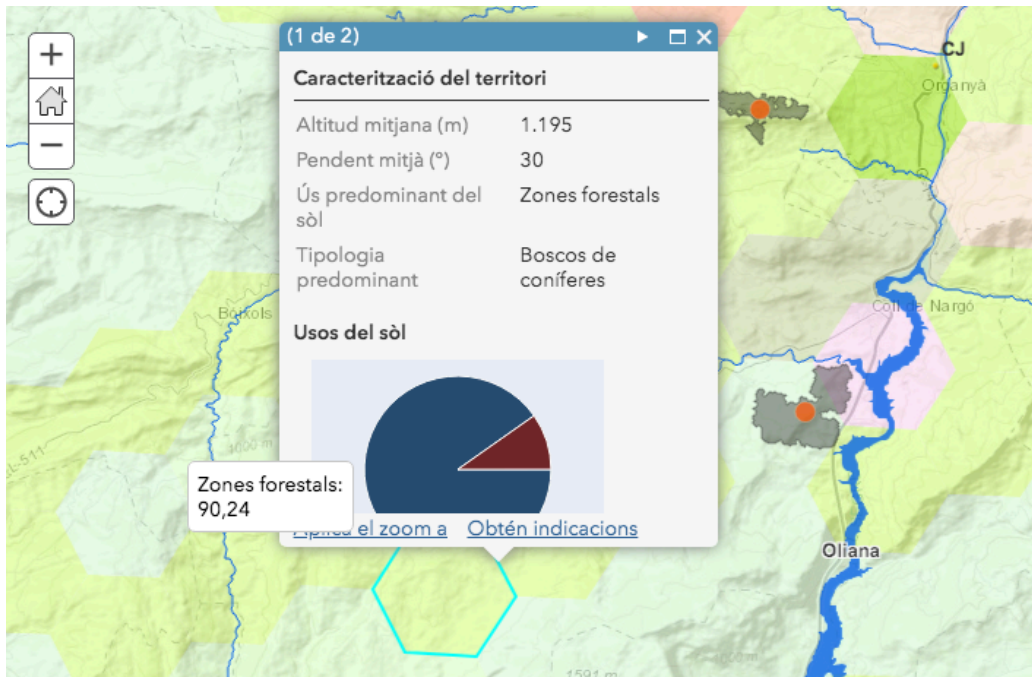 (1 de 2)
Caracterització del territori
Altitud mitjana (m) 1.195
Pendent mitjà (°) 30
Ús predominant del sòl Zones forestals
Tipologia predominant Boscos de coníferes
Usos del sòl
Zones forestals:
90,24
Aplica el zoom a Obtén indicacions
CJ
Organyà
Bóixols
Coll de Nargó
1000 m
L-511
Oliana
1591 m